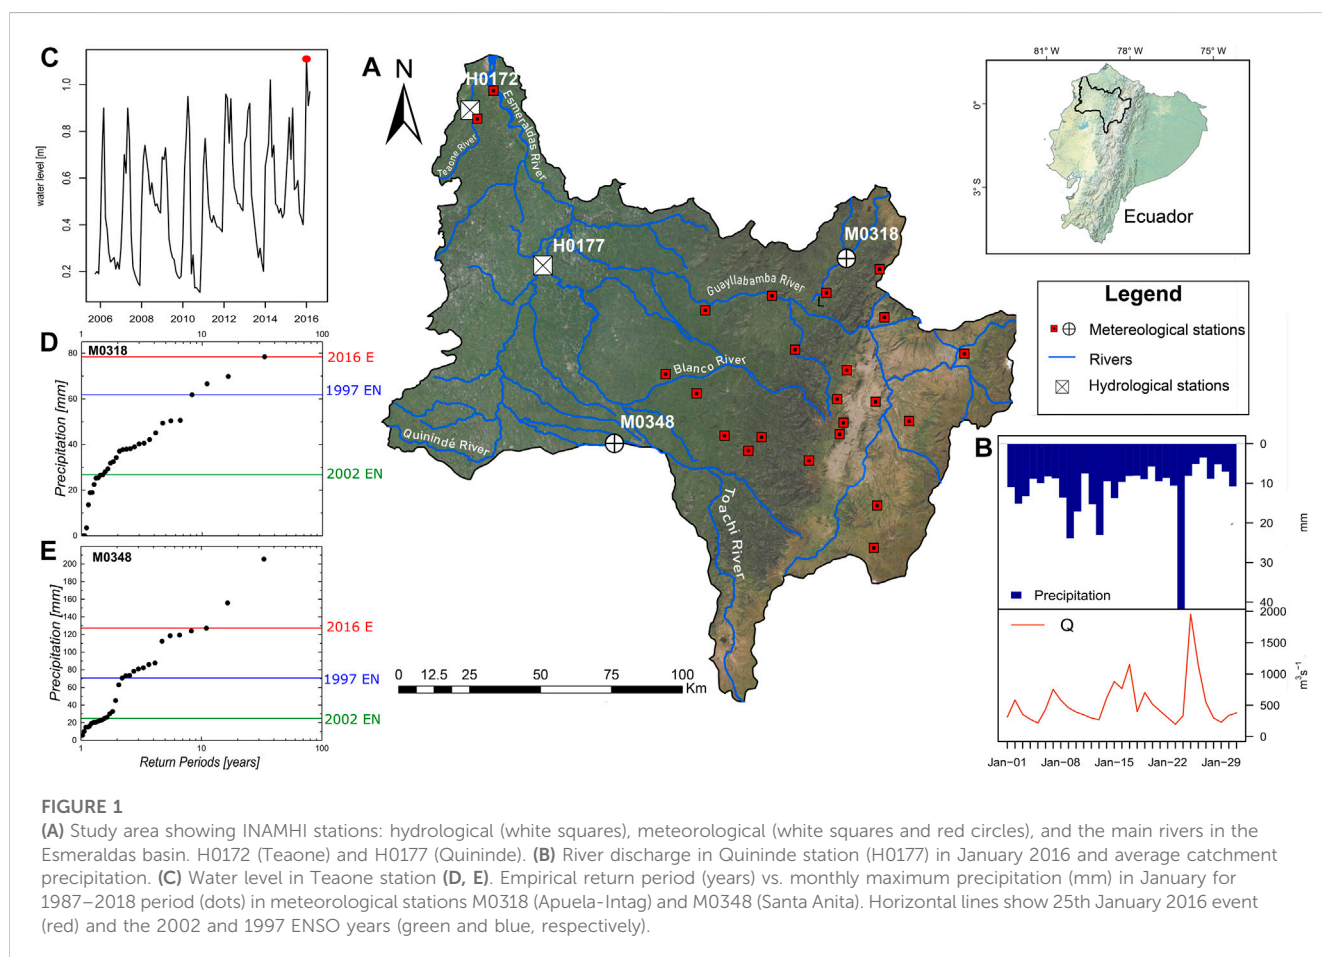 C
water level [m]
1.0
0.8
0.6
0.4
0.2
2006 2008 2010 2012 2014 2016
A
N
H0172
Esmeraldas River
Teaone River
H0177
M0318
Guayllabamba River
Blanco River
M0348
Quinindé River
Toachi River
0 12.5 25 50 75 100
Km
81° W 78° W 75° W
0°
3° S
Ecuador
Legend
Metereological stations
Rivers
Hydrological stations
D
1 10 100
M0318
Precipitation [mm]
80
60
40
20
0
2016 E
1997 EN
2002 EN
E
M0348
Precipitation [mm]
200
180
160
140
120
100
80
60
40
20
0
2016 E
1997 EN
2002 EN
1.0 10 100
Return Periods [years]
B
0
10
20
30
40
mm
Precipitation
Q
2000
1500
1000
500
0
m³s⁻¹
Jan−01 Jan−08 Jan−15 Jan−22 Jan−29
FIGURE 1
(A) Study area showing INAMHI stations: hydrological (white squares), meteorological (white squares and red circles), and the main rivers in the
Esmeraldas basin. H0172 (Teaone) and H0177 (Quininde). (B) River discharge in Quininde station (H0177) in January 2016 and average catchment
precipitation. (C) Water level in Teaone station (D, E). Empirical return period (years) vs. monthly maximum precipitation (mm) in January for
1987–2018 period (dots) in meteorological stations M0318 (Apuela-Intag) and M0348 (Santa Anita). Horizontal lines show 25th January 2016 event
(red) and the 2002 and 1997 ENSO years (green and blue, respectively).